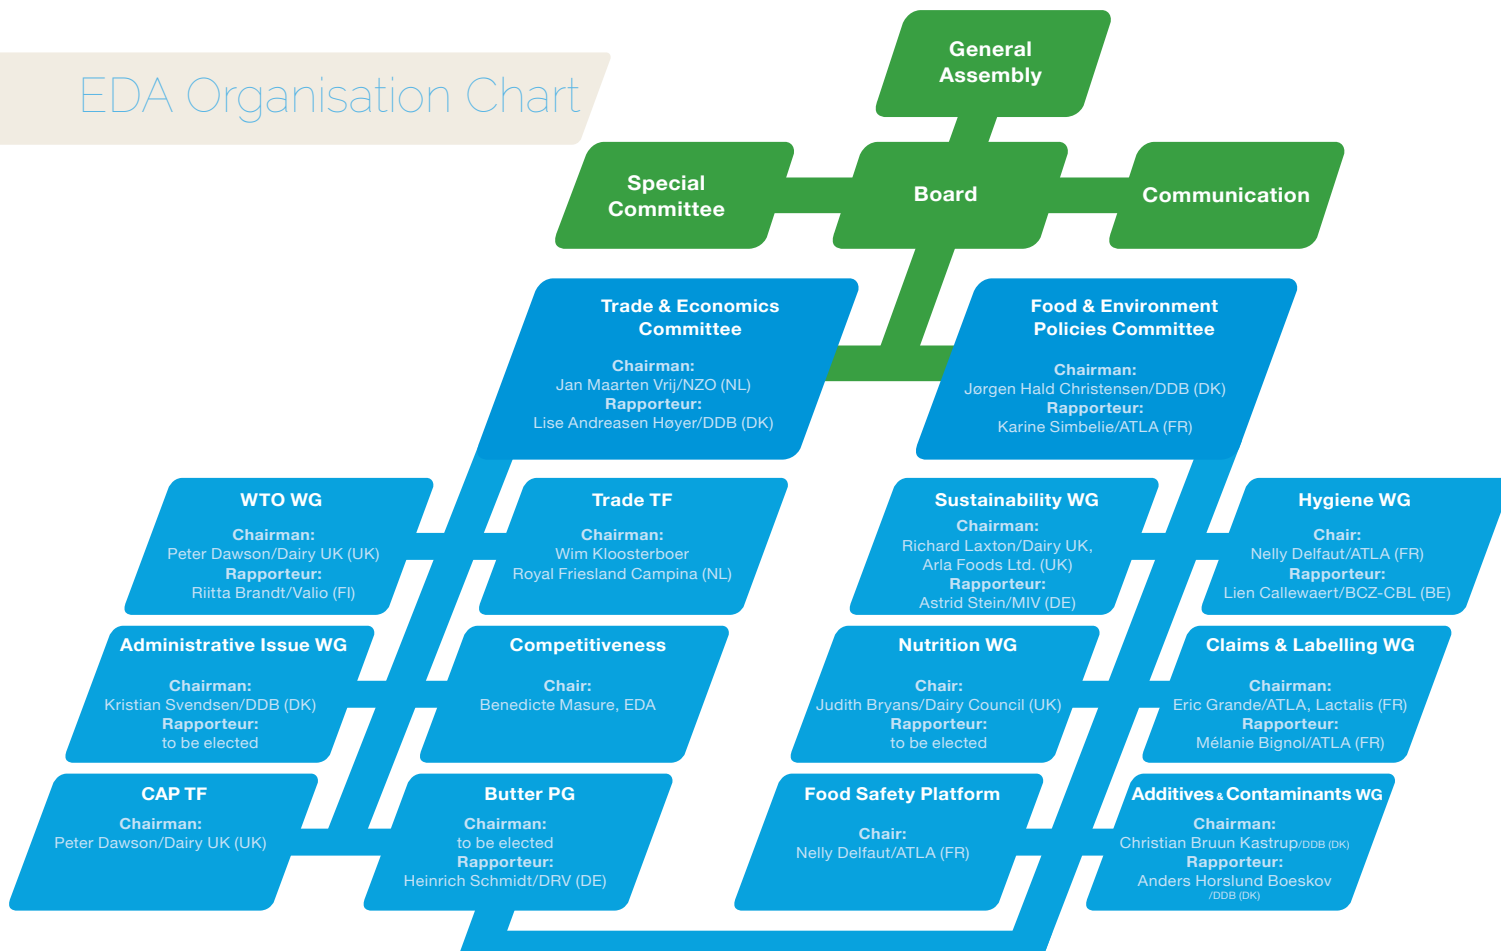 EDA Organisation Chart
General
Assembly
Special
Committee
Board
Communication
Trade & Economics
Committee
Chairman:
Jan Maarten Vrij/NZO (NL)
Rapporteur:
Lise Andreasen Høyer/DDB (DK)
Food & Environment
Policies Committee
Chairman:
Jørgen Hald Christensen/DDB (DK)
Rapporteur:
Karine Simbelie/ATLA (FR)
WTO WG
Chairman:
Peter Dawson/Dairy UK (UK)
Rapporteur:
Riitta Brandt/Valio (FI)
Trade TF
Chairman:
Wim Kloosterboer
Royal Friesland Campina (NL)
Sustainability WG
Chairman:
Richard Laxton/Dairy UK,
Arla Foods Ltd. (UK)
Rapporteur:
Astrid Stein/MIV (DE)
Hygiene WG
Chair:
Nelly Delfaut/ATLA (FR)
Rapporteur:
Lien Callewaert/BCZ-CBL (BE)
Administrative Issue WG
Chairman:
Kristian Svendsen/DDB (DK)
Rapporteur:
to be elected
Competitiveness
Chair:
Benedicte Masure, EDA
Nutrition WG
Chair:
Judith Bryans/Dairy Council (UK)
Rapporteur:
to be elected
Claims & Labelling WG
Chairman:
Eric Grande/ATLA, Lactalis (FR)
Rapporteur:
Mélanie Bignol/ATLA (FR)
CAP TF
Chairman:
Peter Dawson/Dairy UK (UK)
Butter PG
Chairman:
to be elected
Rapporteur:
Heinrich Schmidt/DRV (DE)
Food Safety Platform
Chair:
Nelly Delfaut/ATLA (FR)
Additives & Contaminants WG
Chairman:
Christian Bruun Kastrup/DDB (DK)
Rapporteur:
Anders Horslund Boeskov
/DDB (DK)